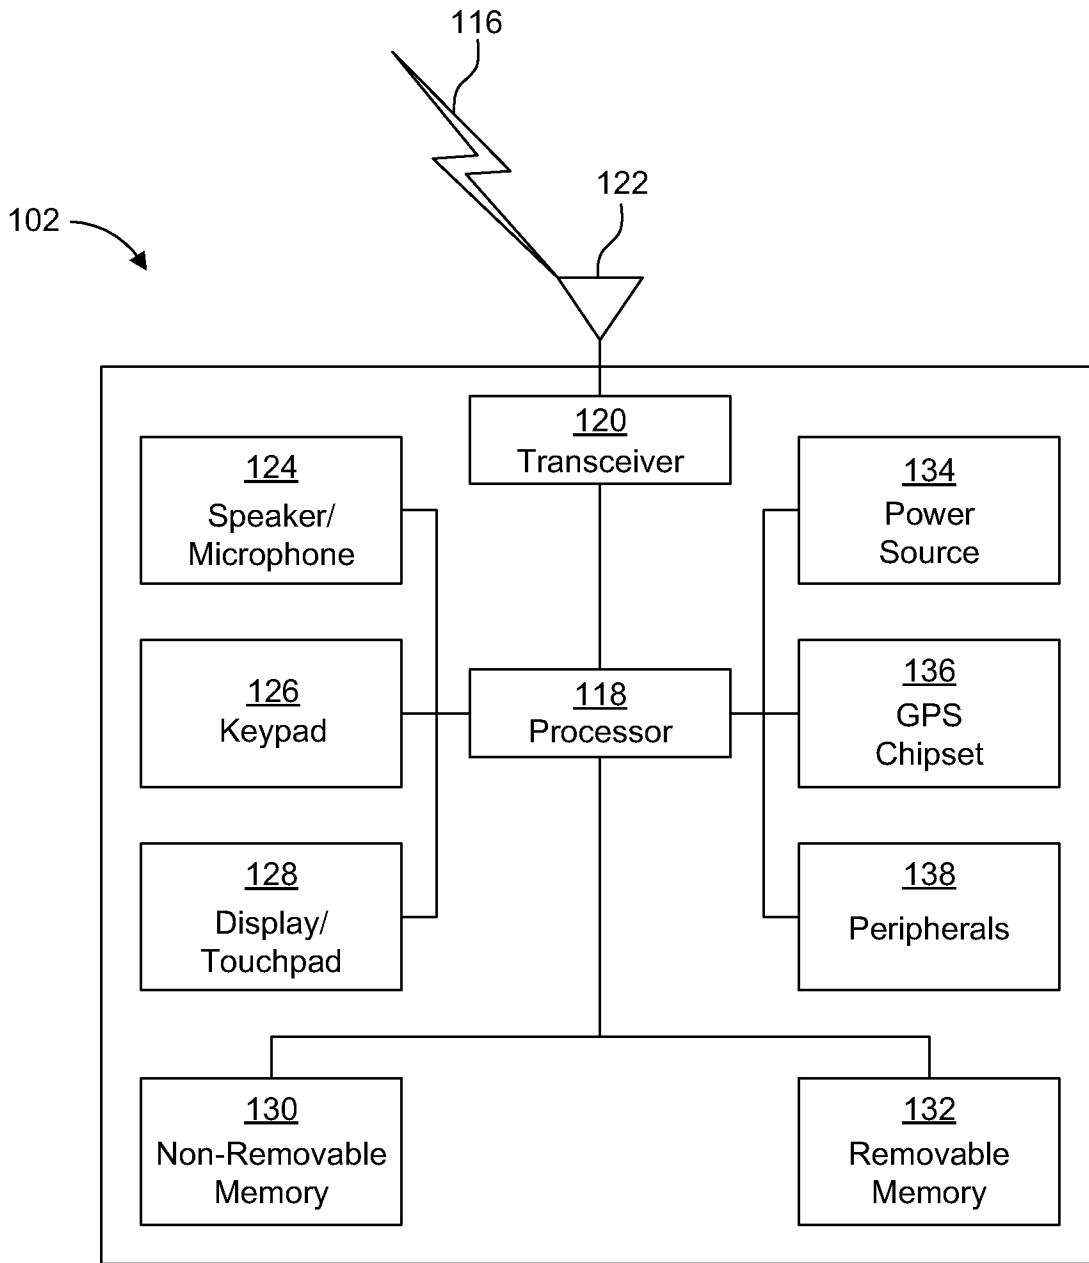 116
122
102
120
Transceiver
124
Speaker/
Microphone
134
Power
Source
126
Keypad
118
Processor
136
GPS
Chipset
128
Display/
Touchpad
138
Peripherals
130
Non-Removable
Memory
132
Removable
Memory